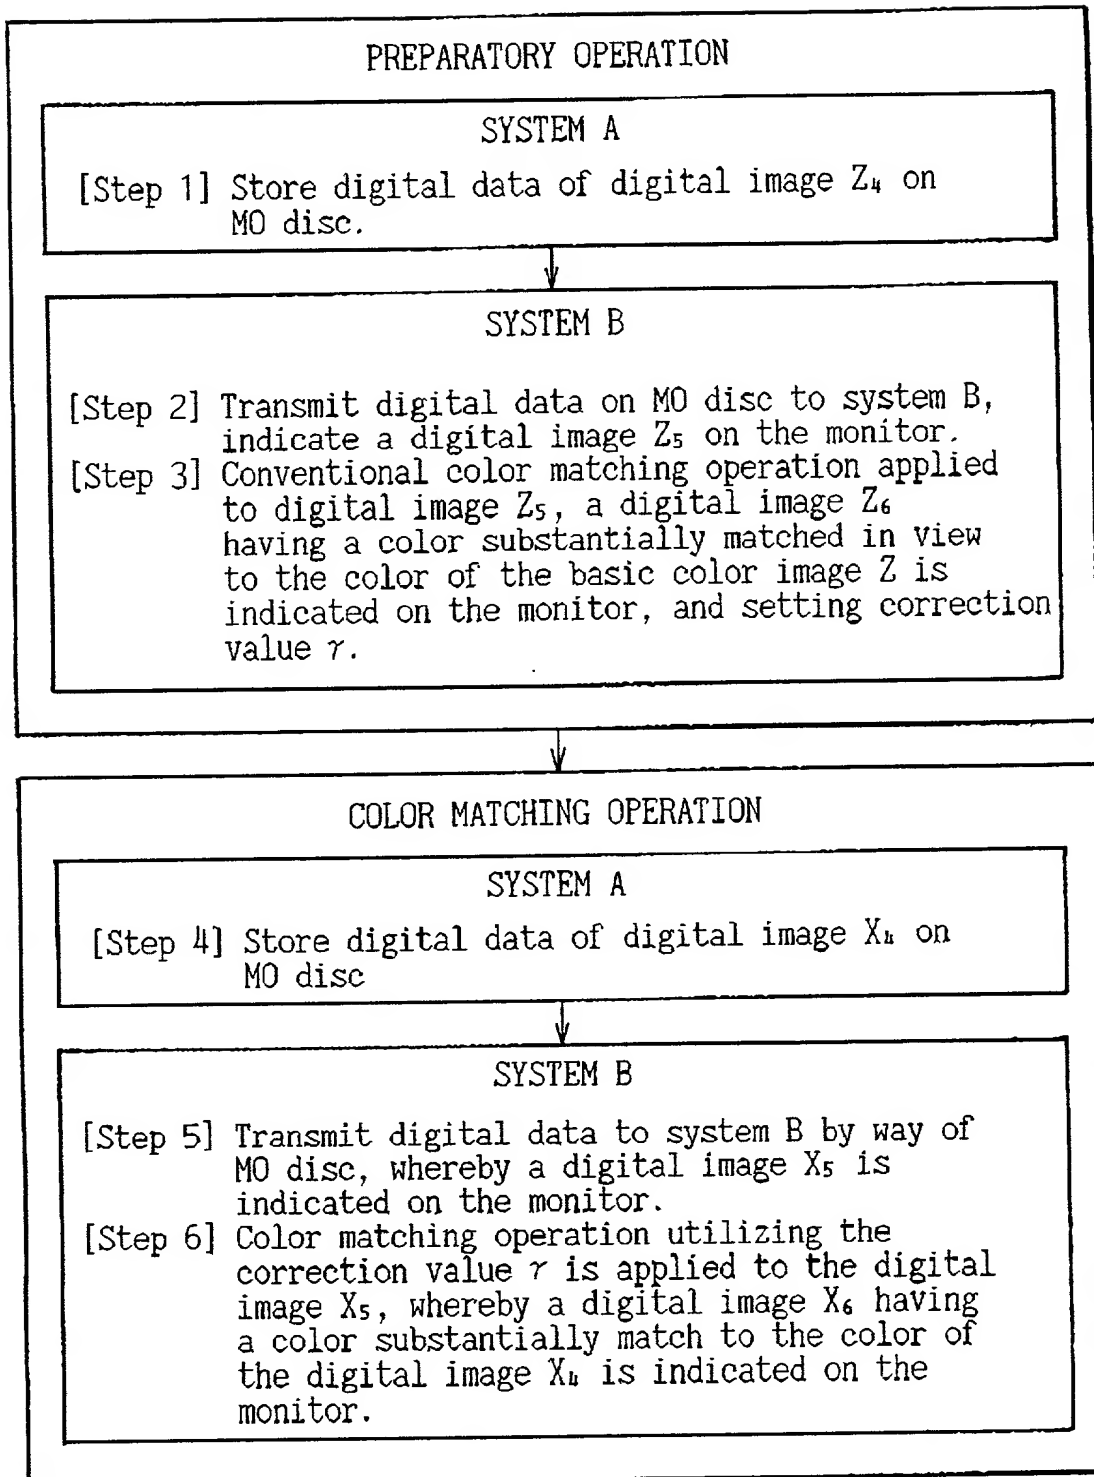 PREPARATORY OPERATION
SYSTEM A
[Step 1] Store digital data of digital image Z₄ on
MO disc.
SYSTEM B
[Step 2] Transmit digital data on MO disc to system B,
indicate a digital image Z₅ on the monitor.
[Step 3] Conventional color matching operation applied
to digital image Z₅, a digital image Z₆
having a color substantially matched in view
to the color of the basic color image Z is
indicated on the monitor, and setting correction
value γ.
COLOR MATCHING OPERATION
SYSTEM A
[Step 4] Store digital data of digital image X₄ on
MO disc
SYSTEM B
[Step 5] Transmit digital data to system B by way of
MO disc, whereby a digital image X₅ is
indicated on the monitor.
[Step 6] Color matching operation utilizing the
correction value γ is applied to the digital
image X₅, whereby a digital image X₆ having
a color substantially match to the color of
the digital image X₄ is indicated on the
monitor.